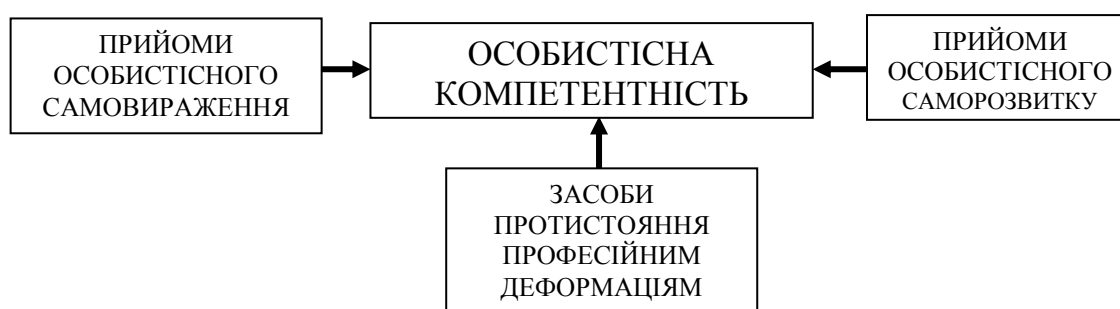 ПРИЙОМИ
ОСОБИСТІСНОГО
САМОВИРАЖЕННЯ
ОСОБИСТІСНА
КОМПЕТЕНТНІСТЬ
ПРИЙОМИ
ОСОБИСТІСНОГО
САМОРОЗВИТКУ
ЗАСОБИ
ПРОТИСТОЯННЯ
ПРОФЕСІЙНИМ
ДЕФОРМАЦІЯМ